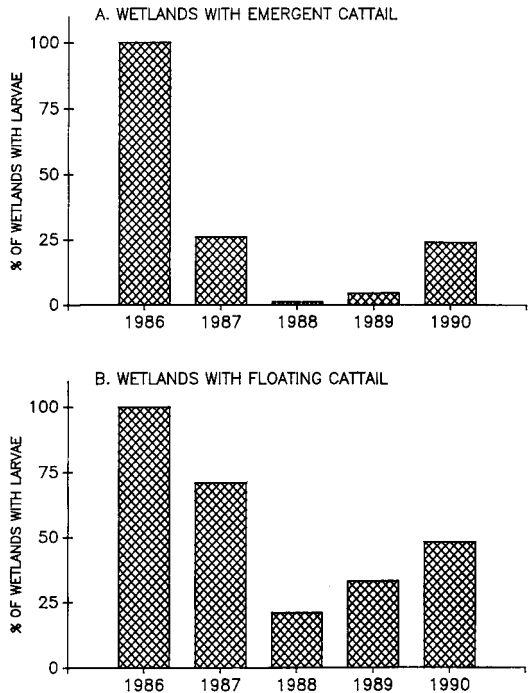 A. WETLANDS WITH EMERGENT CATTAIL
% OF WETLANDS WITH LARVAE
100
75
50
25
0
1986 1987 1988 1989 1990
B. WETLANDS WITH FLOATING CATTAIL
% OF WETLANDS WITH LARVAE
100
75
50
25
0
1986 1987 1988 1989 1990